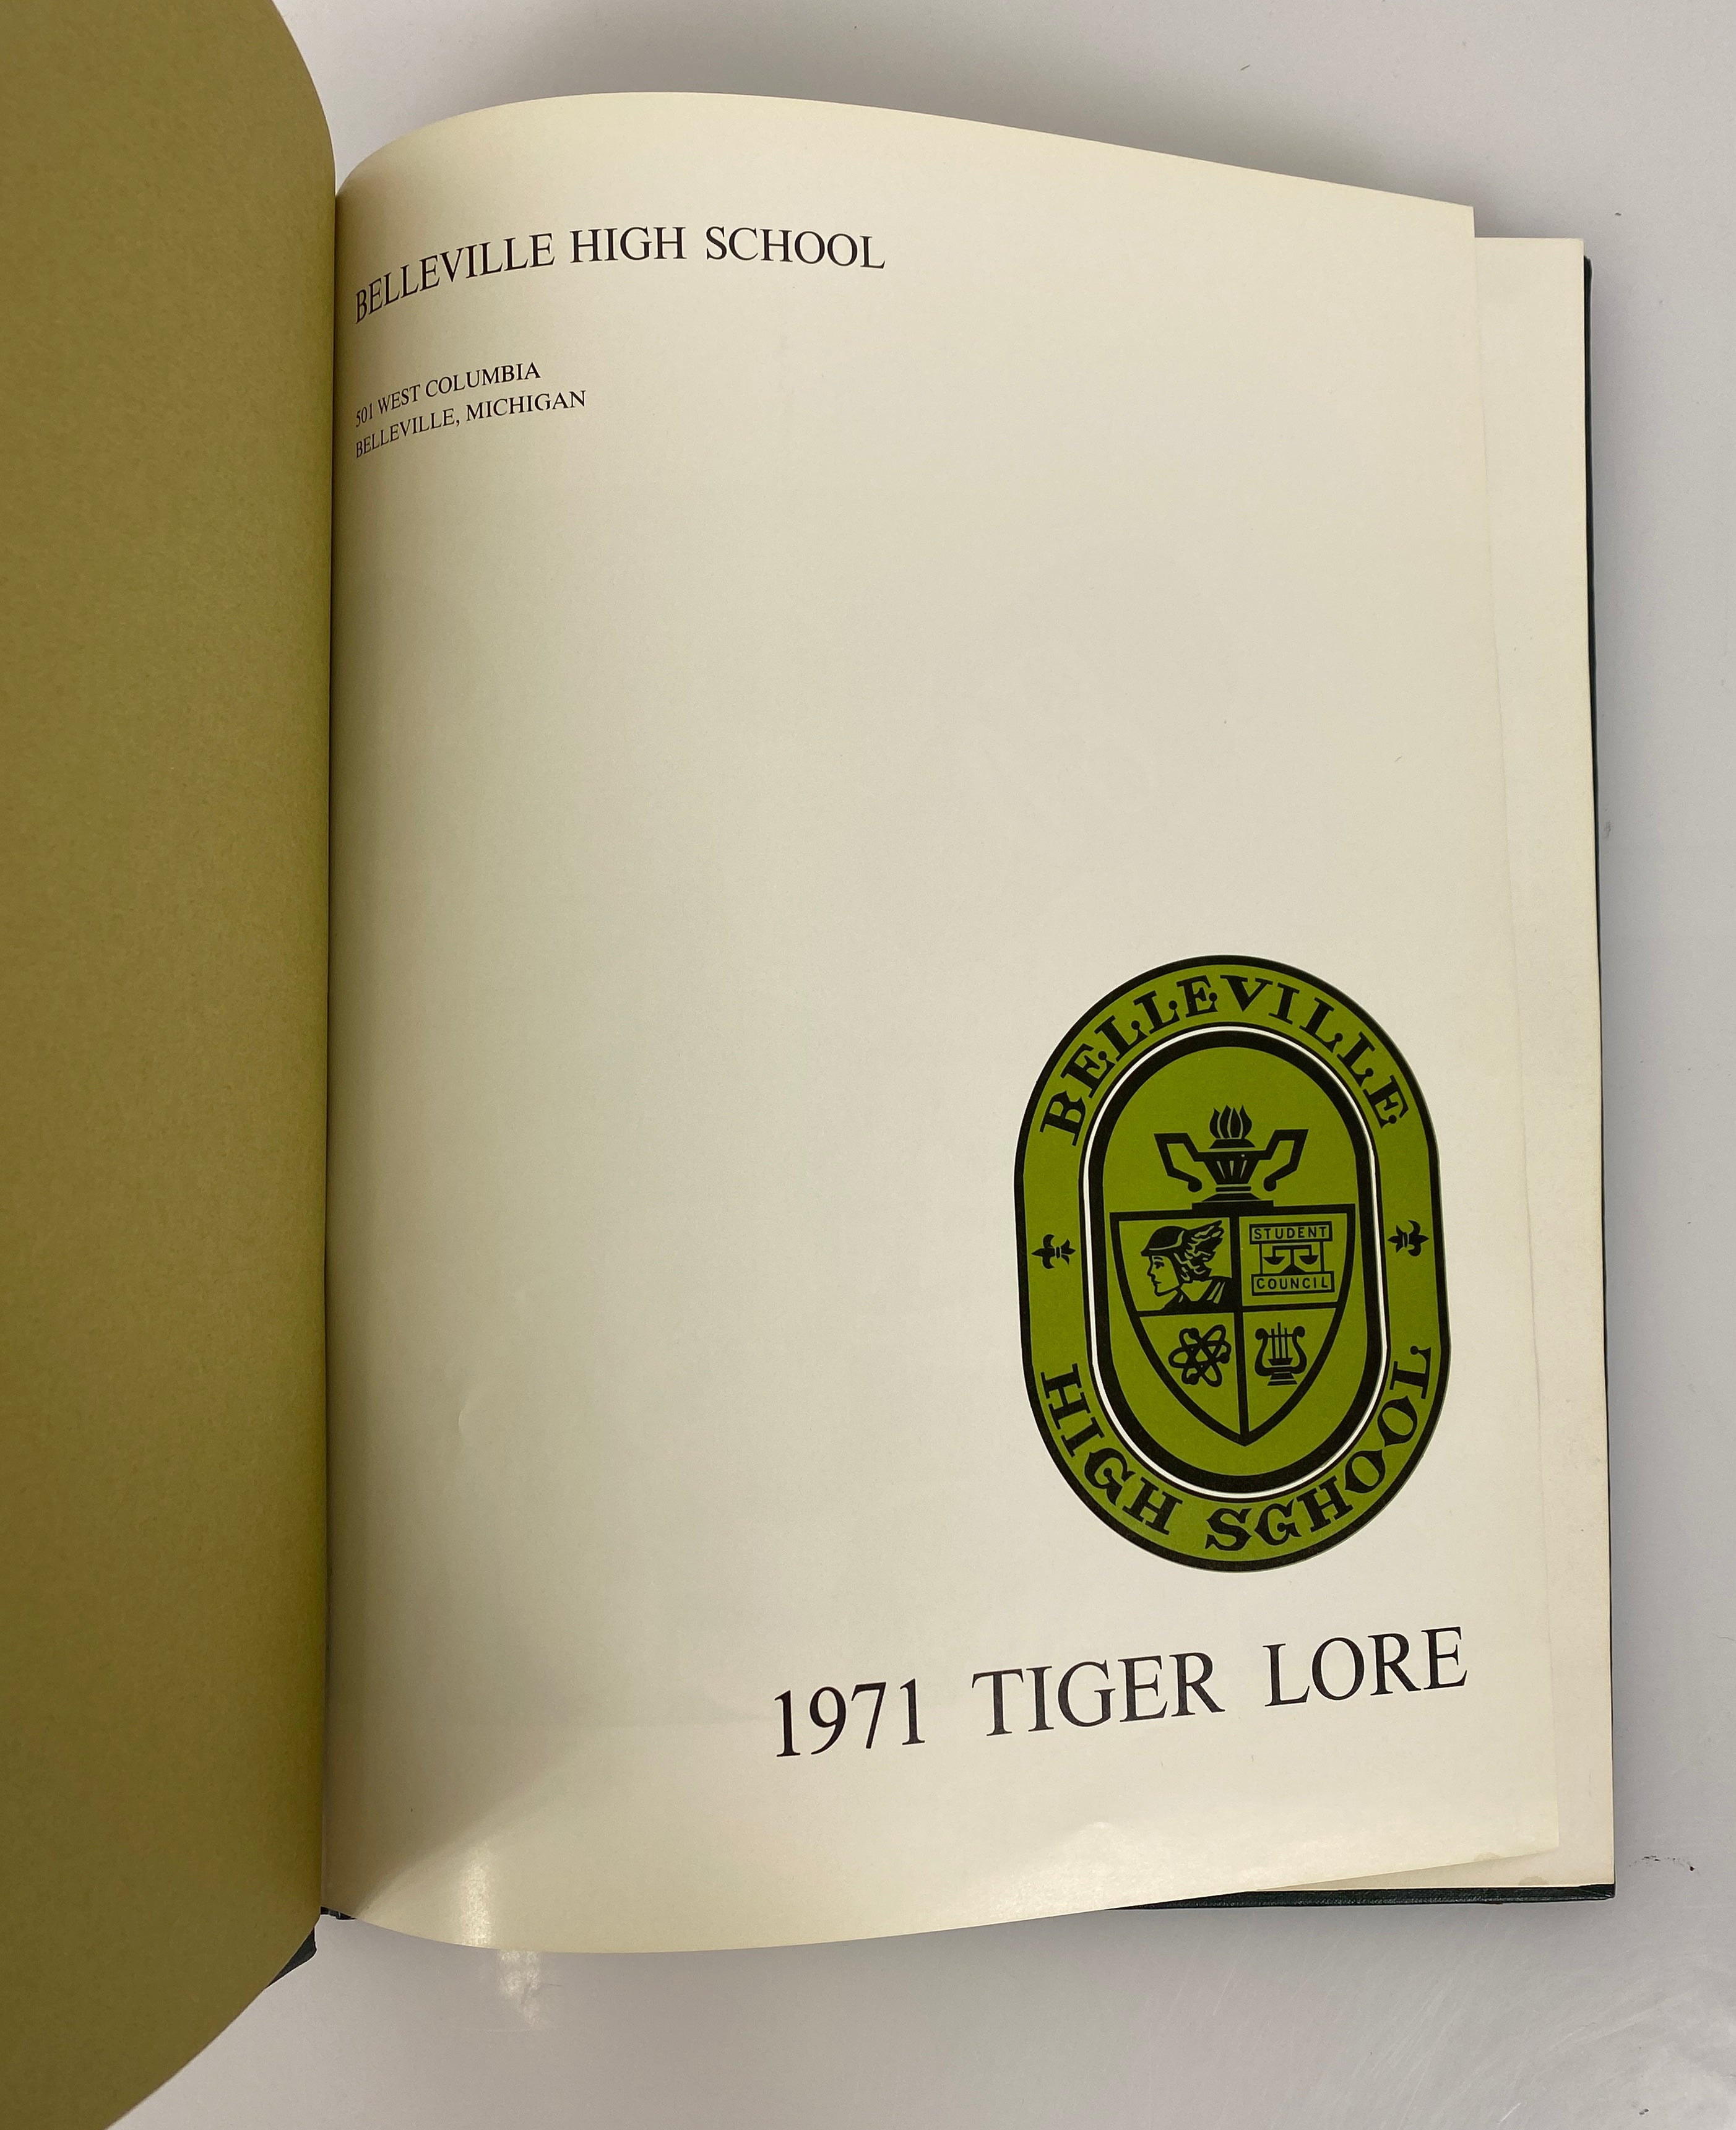 BELLEVILLE HIGH SCHOOL
501 WEST COLUMBIA
BELLEVILLE, MICHIGAN
BELLEVILLE
STUDENT
COUNCIL
HIGH SCHOOL
1971 TIGER LORE